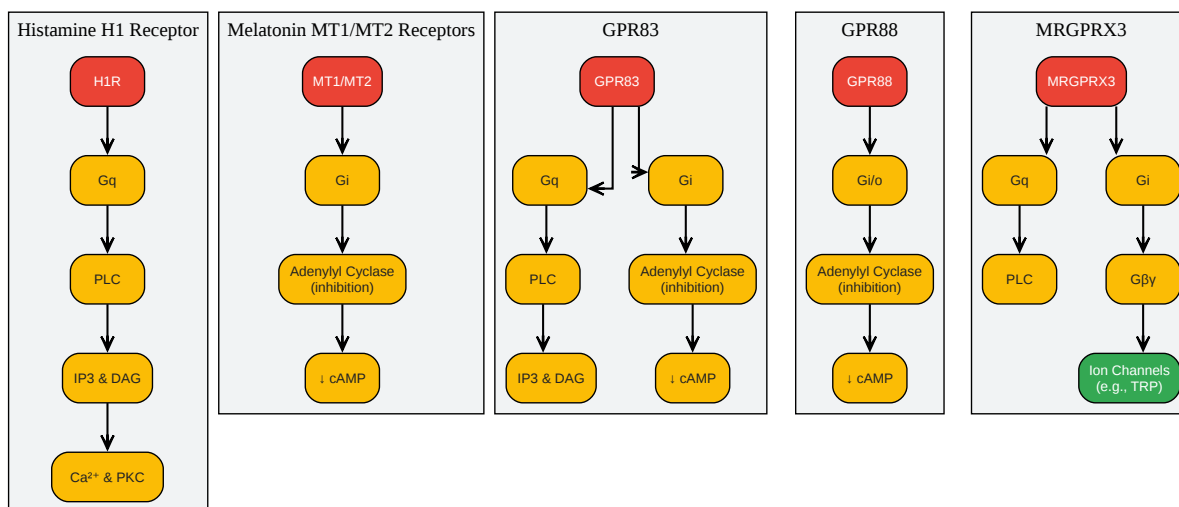 Histamine H1 Receptor
H1R
Gq
PLC
IP3 & DAG
Ca²⁺ & PKC
Melatonin MT1/MT2 Receptors
MT1/MT2
Gi
Adenylyl Cyclase
(inhibition)
↓ cAMP
GPR83
GPR83
Gq
Gi
PLC
Adenylyl Cyclase
(inhibition)
IP3 & DAG
↓ cAMP
GPR88
GPR88
Gi/o
Adenylyl Cyclase
(inhibition)
↓ cAMP
MRGPRX3
MRGPRX3
Gq
Gi
PLC
Gβγ
Ion Channels
(e.g., TRP)